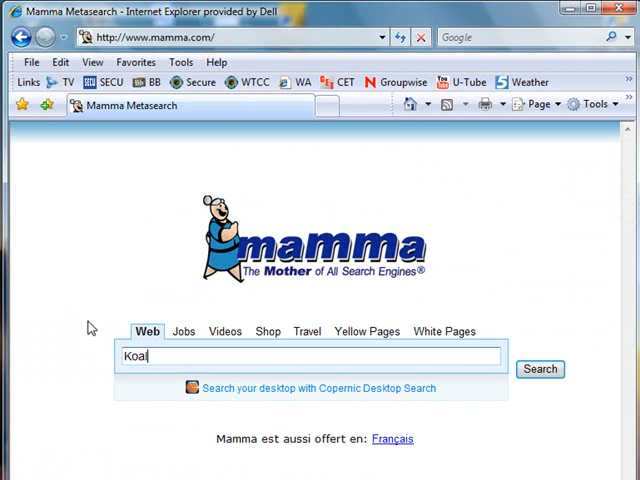 Mamma Metasearch - Internet Explorer provided by Dell
http://www.mamma.com/
Google
File Edit View Favorites Tools Help
Links TV SECU BB Secure WTCC WA CET Groupwise U-Tube Weather
Mamma Metasearch
Page Tools
mamma
The Mother of All Search Engines®
Web Jobs Videos Shop Travel Yellow Pages White Pages
Koal
Search
Search your desktop with Copernic Desktop Search
Mamma est aussi offert en: Français